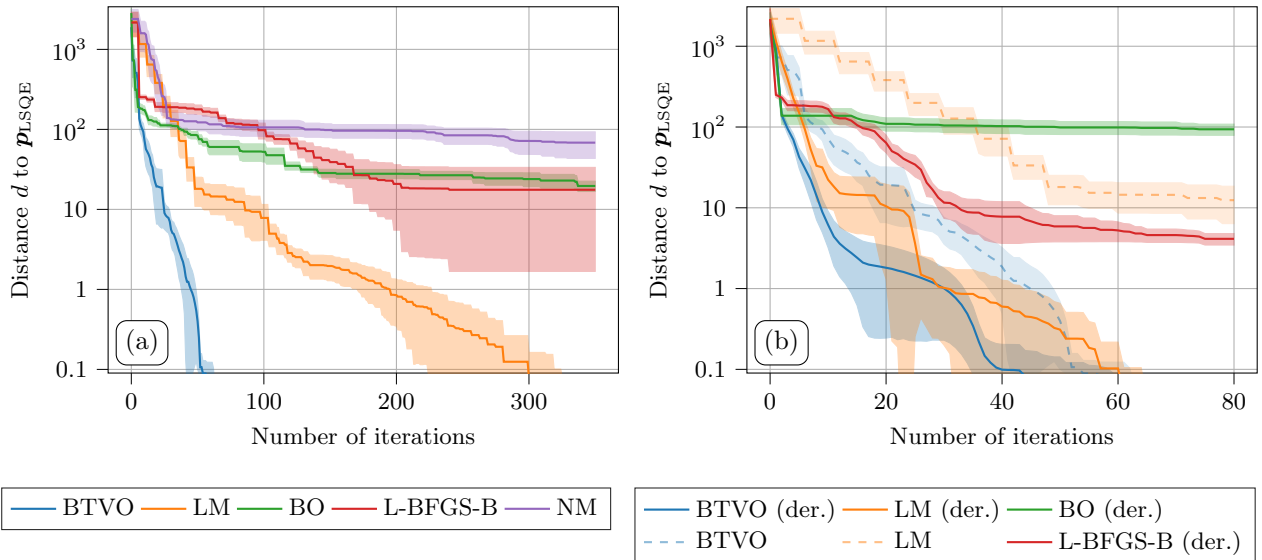 10³
10²
10
1
0.1
Distance d to p_LSQE
(a)
0 100 200 300
Number of iterations
BTVO LM BO L-BFGS-B NM
10³
10²
10
1
0.1
Distance d to p_LSQE
(b)
0 20 40 60 80
Number of iterations
BTVO (der.) LM (der.) BO (der.)
BTVO LM L-BFGS-B (der.)